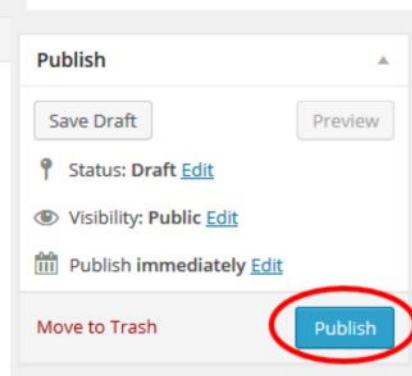 Publish
Save Draft Preview
Status: Draft Edit
Visibility: Public Edit
Publish immediately Edit
Move to Trash Publish